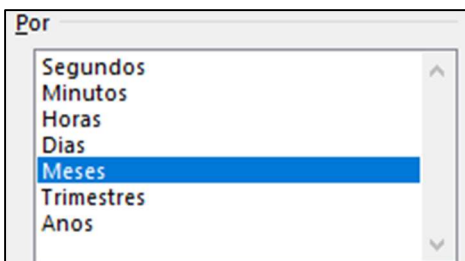 Por
Segundos
Minutos
Horas
Dias
Meses
Trimestres
Anos